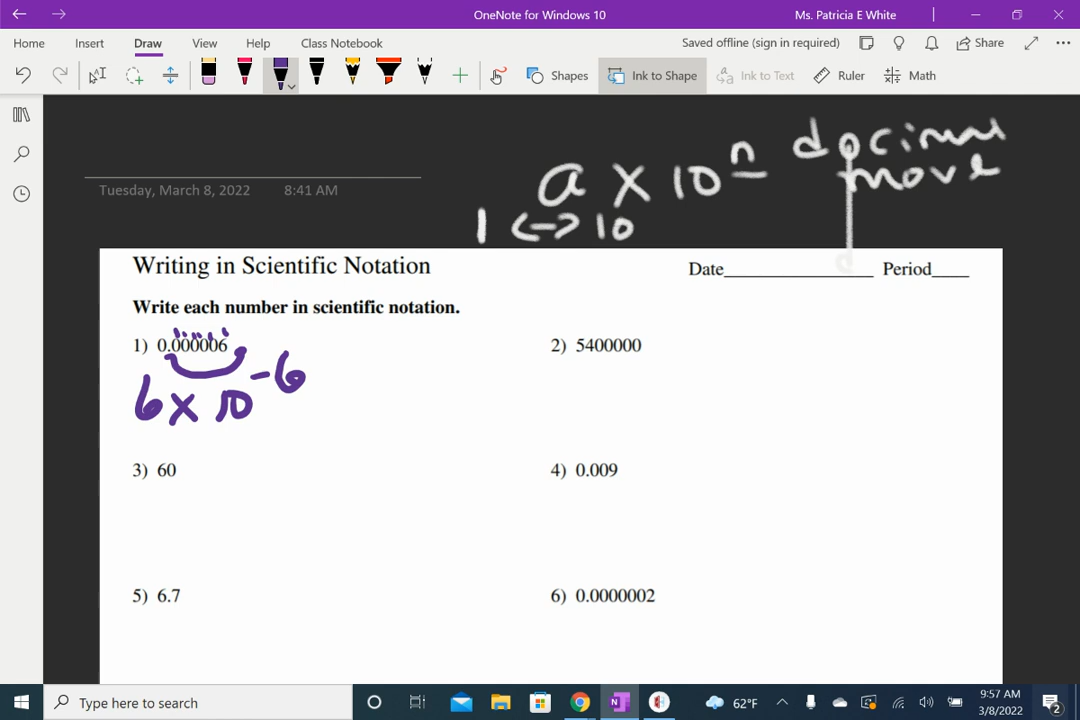 OneNote for Windows 10
Ms. Patricia E White
Home Insert Draw View Help Class Notebook
Saved offline (sign in required)
Share
Shapes
Ink to Shape
Ink to Text
Ruler
Math
decimal
a x 10 n move
1 <-> 10
Tuesday, March 8, 2022 8:41 AM
Writing in Scientific Notation
Date____________________ Period____
Write each number in scientific notation.
1) 0.000006
2) 5400000
6 x 10 -6
3) 60
4) 0.009
5) 6.7
6) 0.0000002
Type here to search
62°F
9:57 AM
3/8/2022
2